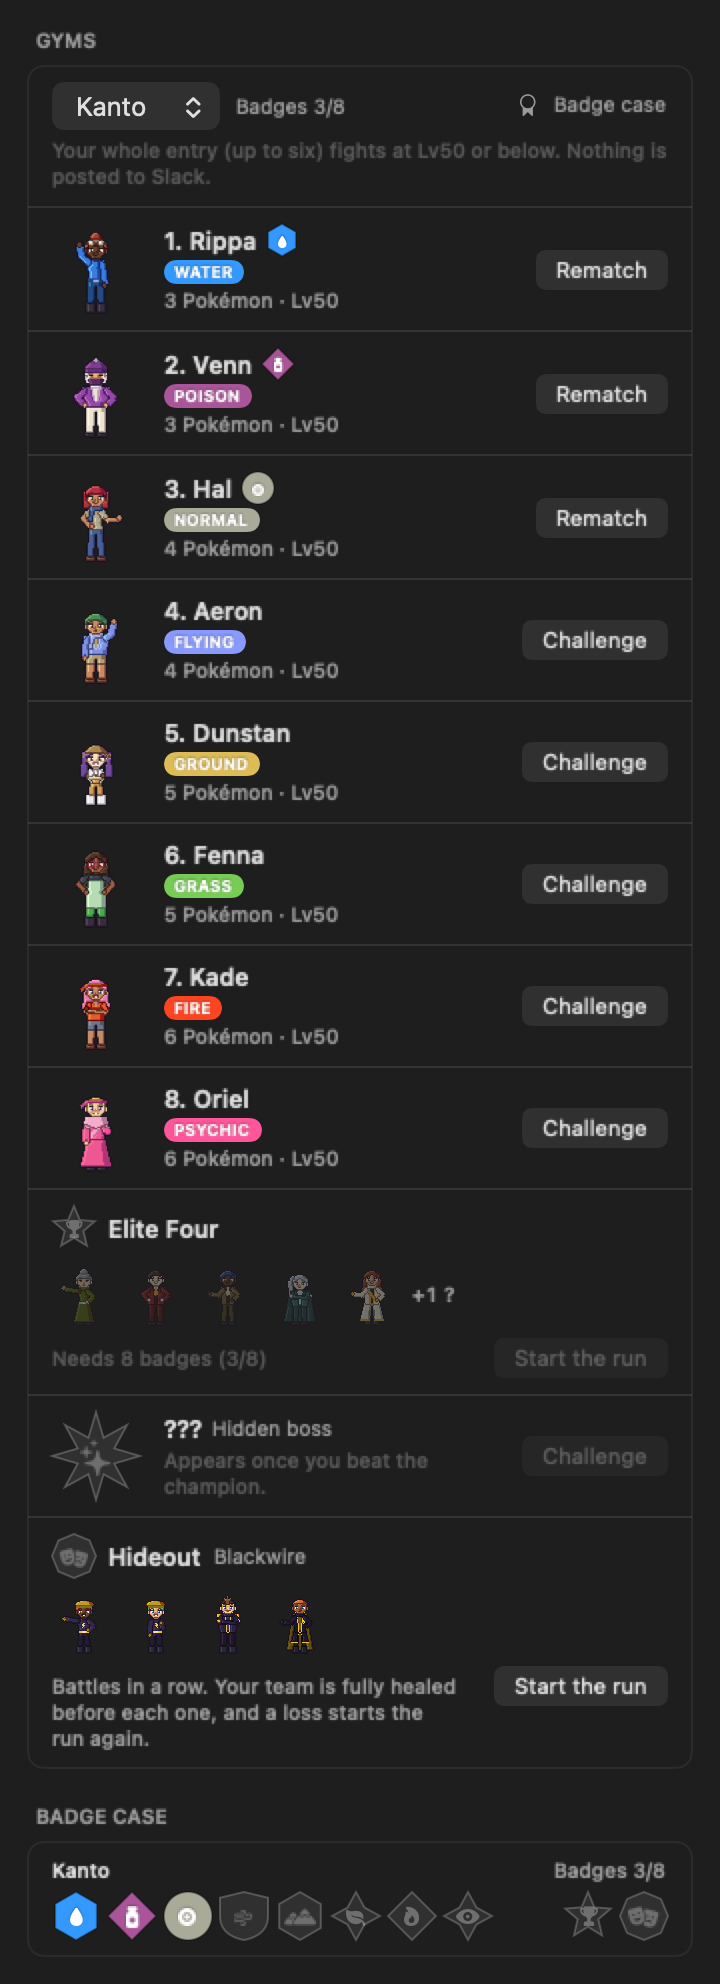 GYMS
Kanto
Badges 3/8
Badge case
Your whole entry (up to six) fights at Lv50 or below. Nothing is
posted to Slack.
1. Rippa
WATER
3 Pokémon · Lv50
Rematch
2. Venn
POISON
3 Pokémon · Lv50
Rematch
3. Hal
NORMAL
4 Pokémon · Lv50
Rematch
4. Aeron
FLYING
4 Pokémon · Lv50
Challenge
5. Dunstan
GROUND
5 Pokémon · Lv50
Challenge
6. Fenna
GRASS
5 Pokémon · Lv50
Challenge
7. Kade
FIRE
6 Pokémon · Lv50
Challenge
8. Oriel
PSYCHIC
6 Pokémon · Lv50
Challenge
Elite Four
+1 ?
Needs 8 badges (3/8)
Start the run
??? Hidden boss
Appears once you beat the
champion.
Challenge
Hideout Blackwire
Battles in a row. Your team is fully healed
before each one, and a loss starts the
run again.
Start the run
BADGE CASE
Kanto
Badges 3/8